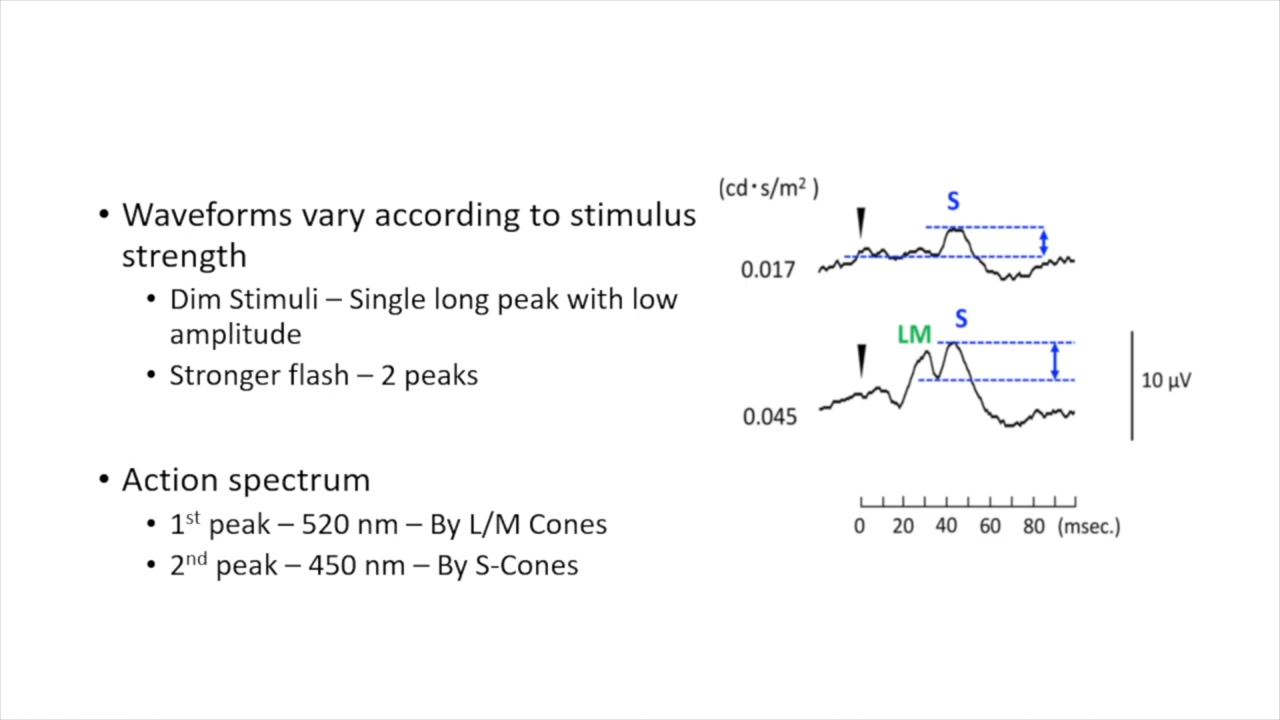 • Waveforms vary according to stimulus
strength
• Dim Stimuli – Single long peak with low
amplitude
• Stronger flash – 2 peaks
• Action spectrum
• 1st peak – 520 nm – By L/M Cones
• 2nd peak – 450 nm – By S-Cones
(cd･s/m² )
S
0.017
LM S
0.045
10 μV
0 20 40 60 80 (msec.)